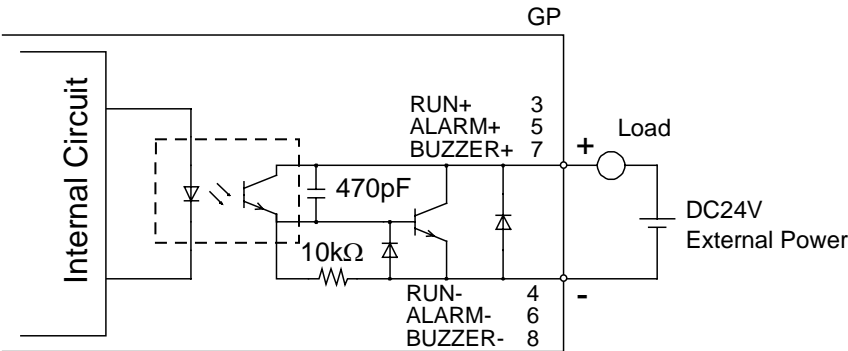 GP
Internal Circuit
RUN+ 3
ALARM+ 5
BUZZER+ 7
+
Load
470pF
DC24V
External Power
10kΩ
RUN- 4
ALARM- 6
BUZZER- 8
-